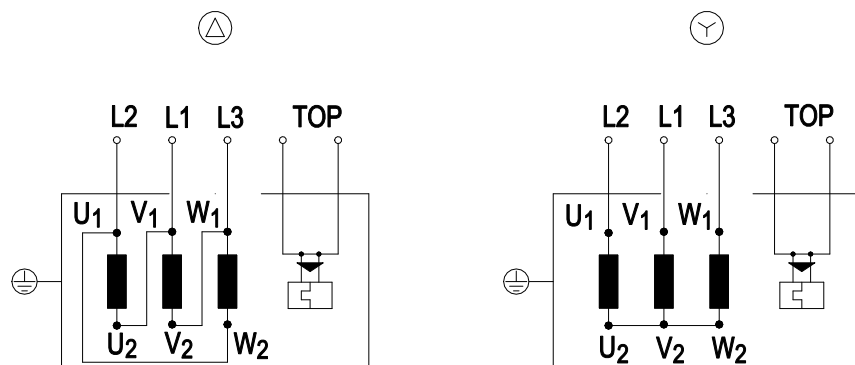 L2 L1 L3 TOP L2 L1 L3 TOP
U1 V1 W1 U1 V1 W1
U2 V2 W2 U2 V2 W2